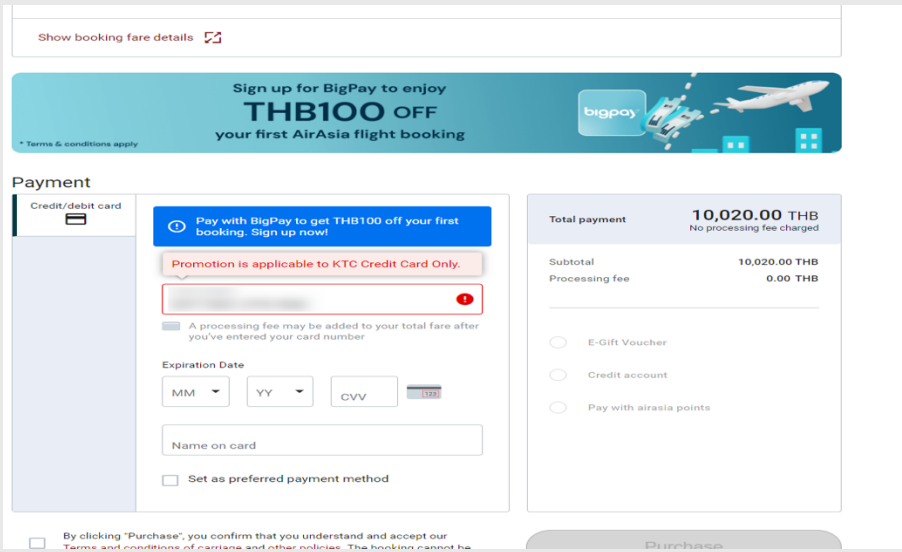 Show booking fare details
Sign up for BigPay to enjoy
THB100 OFF
your first AirAsia flight booking
* Terms & conditions apply
bigpay
Payment
Credit/debit card
Pay with BigPay to get THB100 off your first
booking. Sign up now!
Promotion is applicable to KTC Credit Card Only.
A processing fee may be added to your total fare after
you've entered your card number
Expiration Date
MM
YY
CVV
123
Name on card
Set as preferred payment method
Total payment
10,020.00 THB
No processing fee charged
Subtotal
10,020.00 THB
Processing fee
0.00 THB
E-Gift Voucher
Credit account
Pay with airasia points
By clicking "Purchase", you confirm that you understand and accept our
Terms and conditions of carriage and other policies. The booking cannot be
Purchase